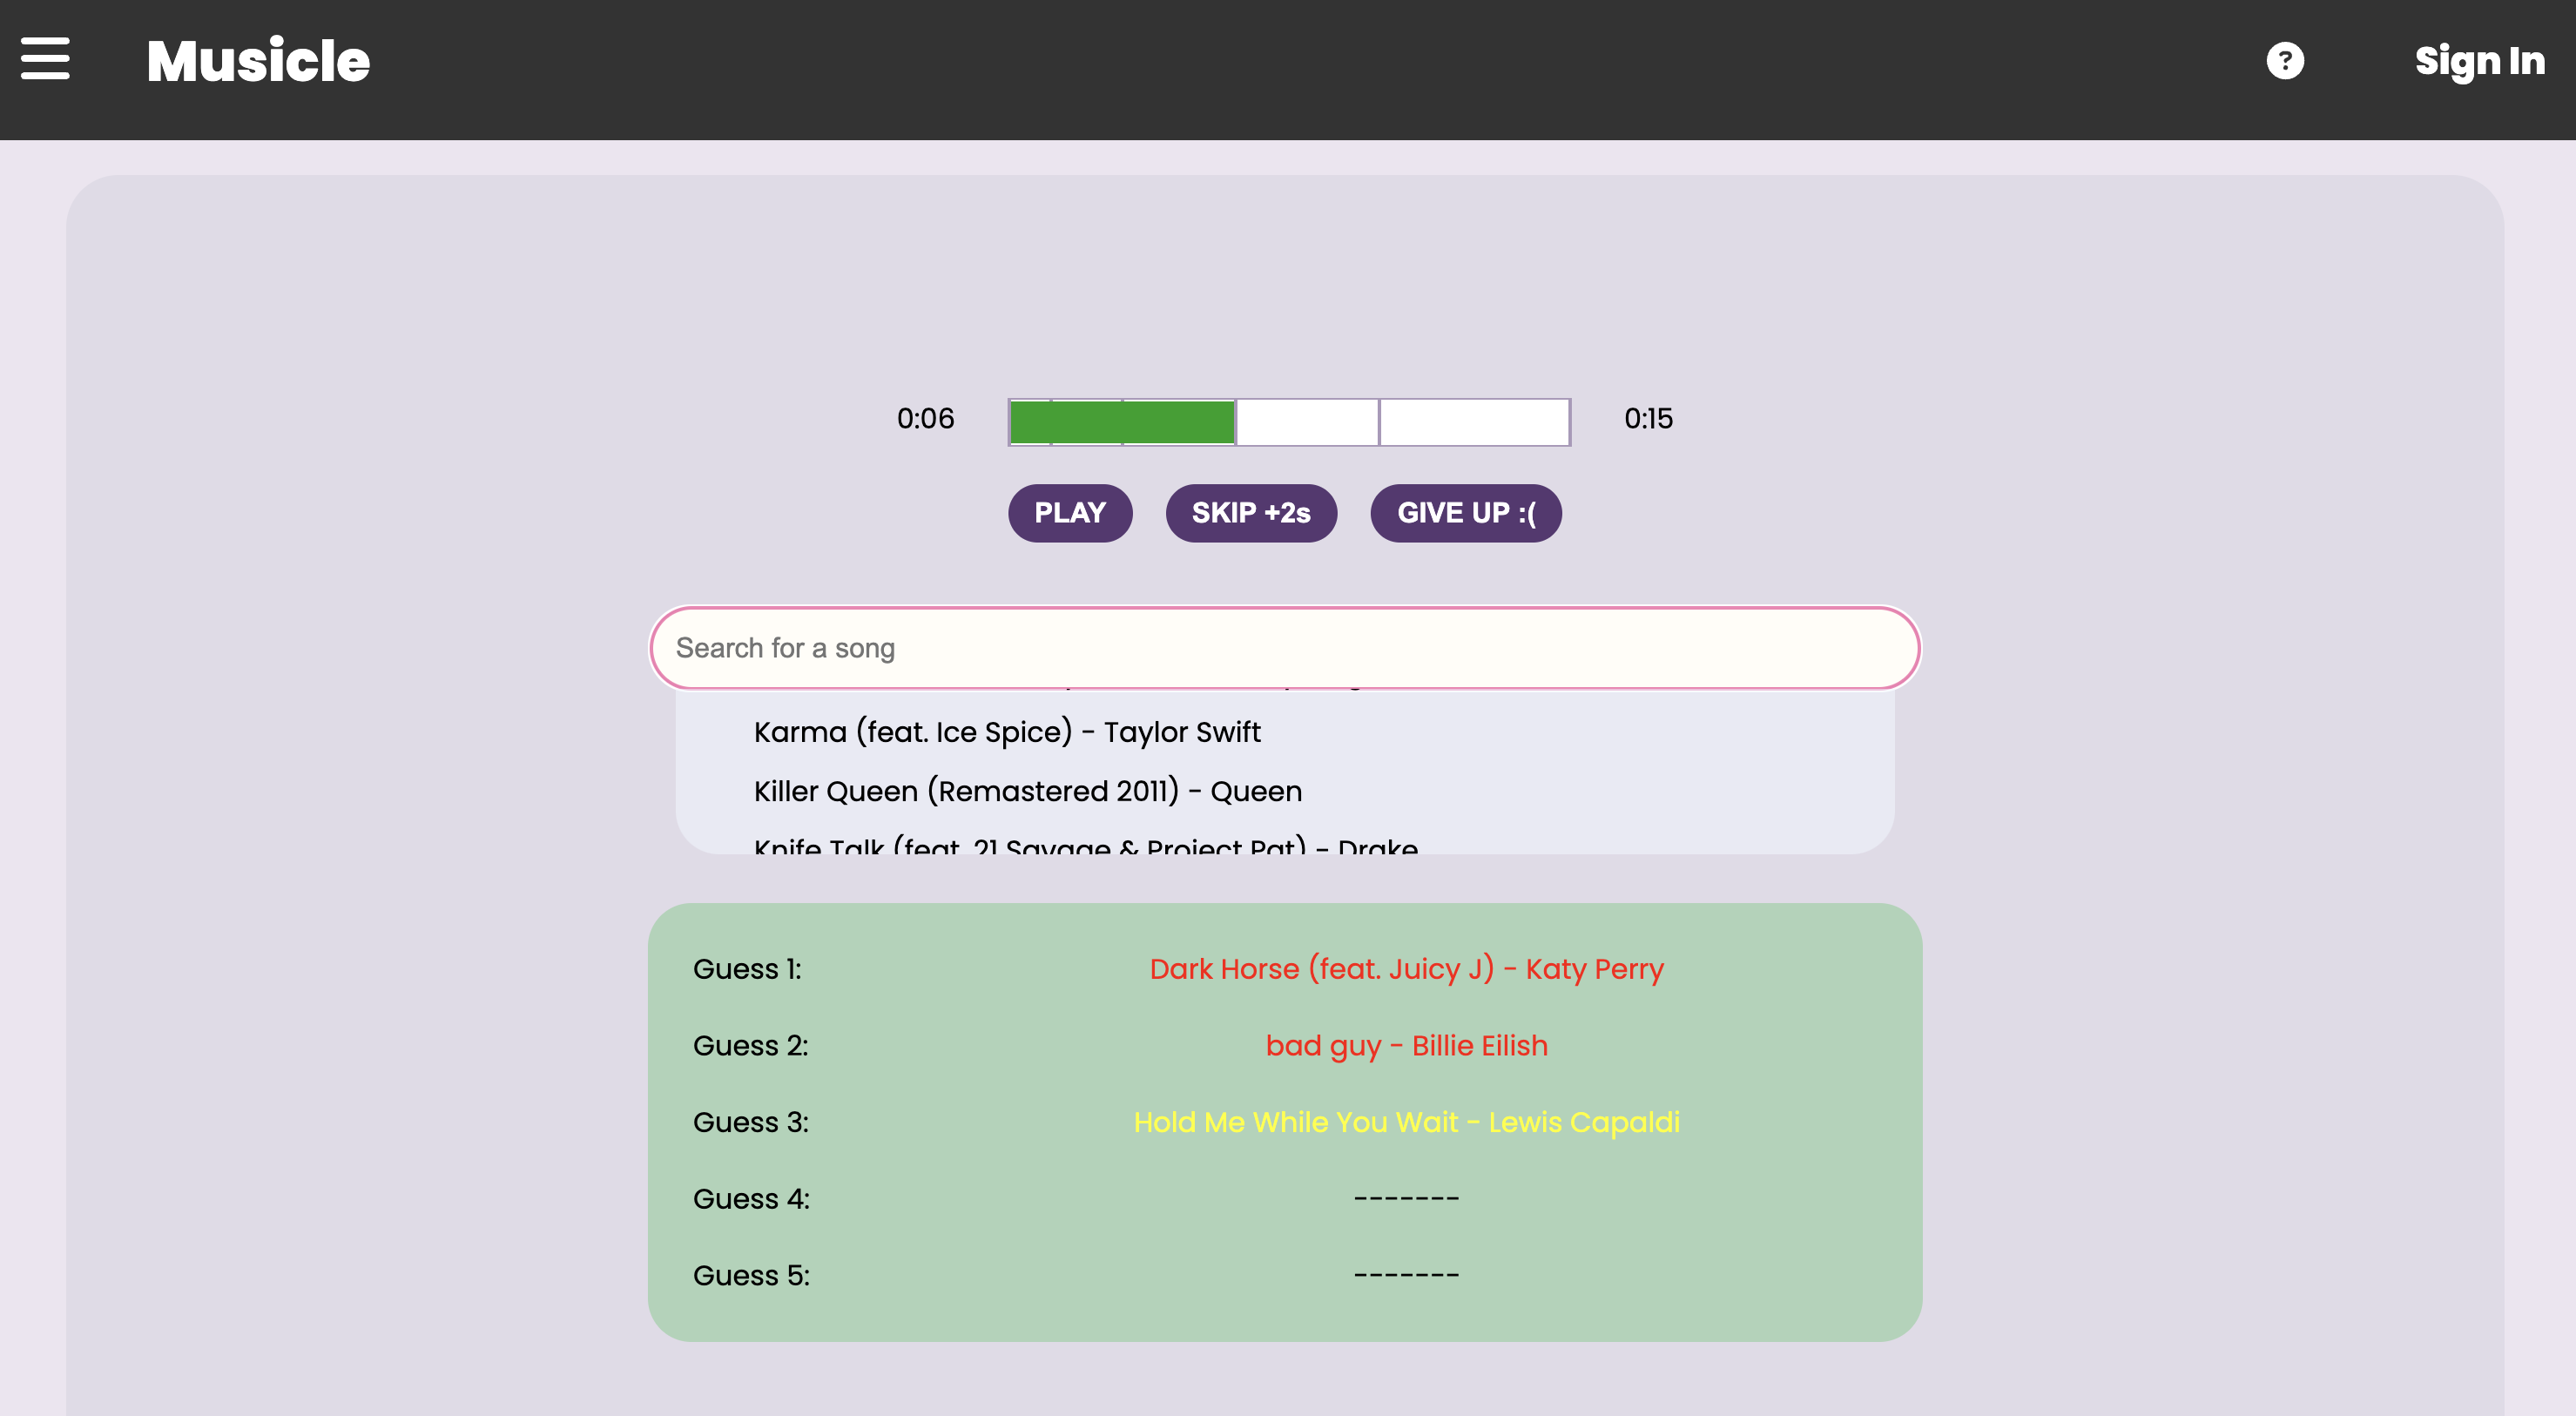 Musicle
?
Sign In
0:06
0:15
PLAY
SKIP +2s
GIVE UP :(
Search for a song
Karma (feat. Ice Spice) - Taylor Swift
Killer Queen (Remastered 2011) - Queen
Knife Talk (feat. 21 Savage & Project Pat) - Drake
Guess 1: Dark Horse (feat. Juicy J) - Katy Perry
Guess 2: bad guy - Billie Eilish
Guess 3: Hold Me While You Wait - Lewis Capaldi
Guess 4: -------
Guess 5: -------